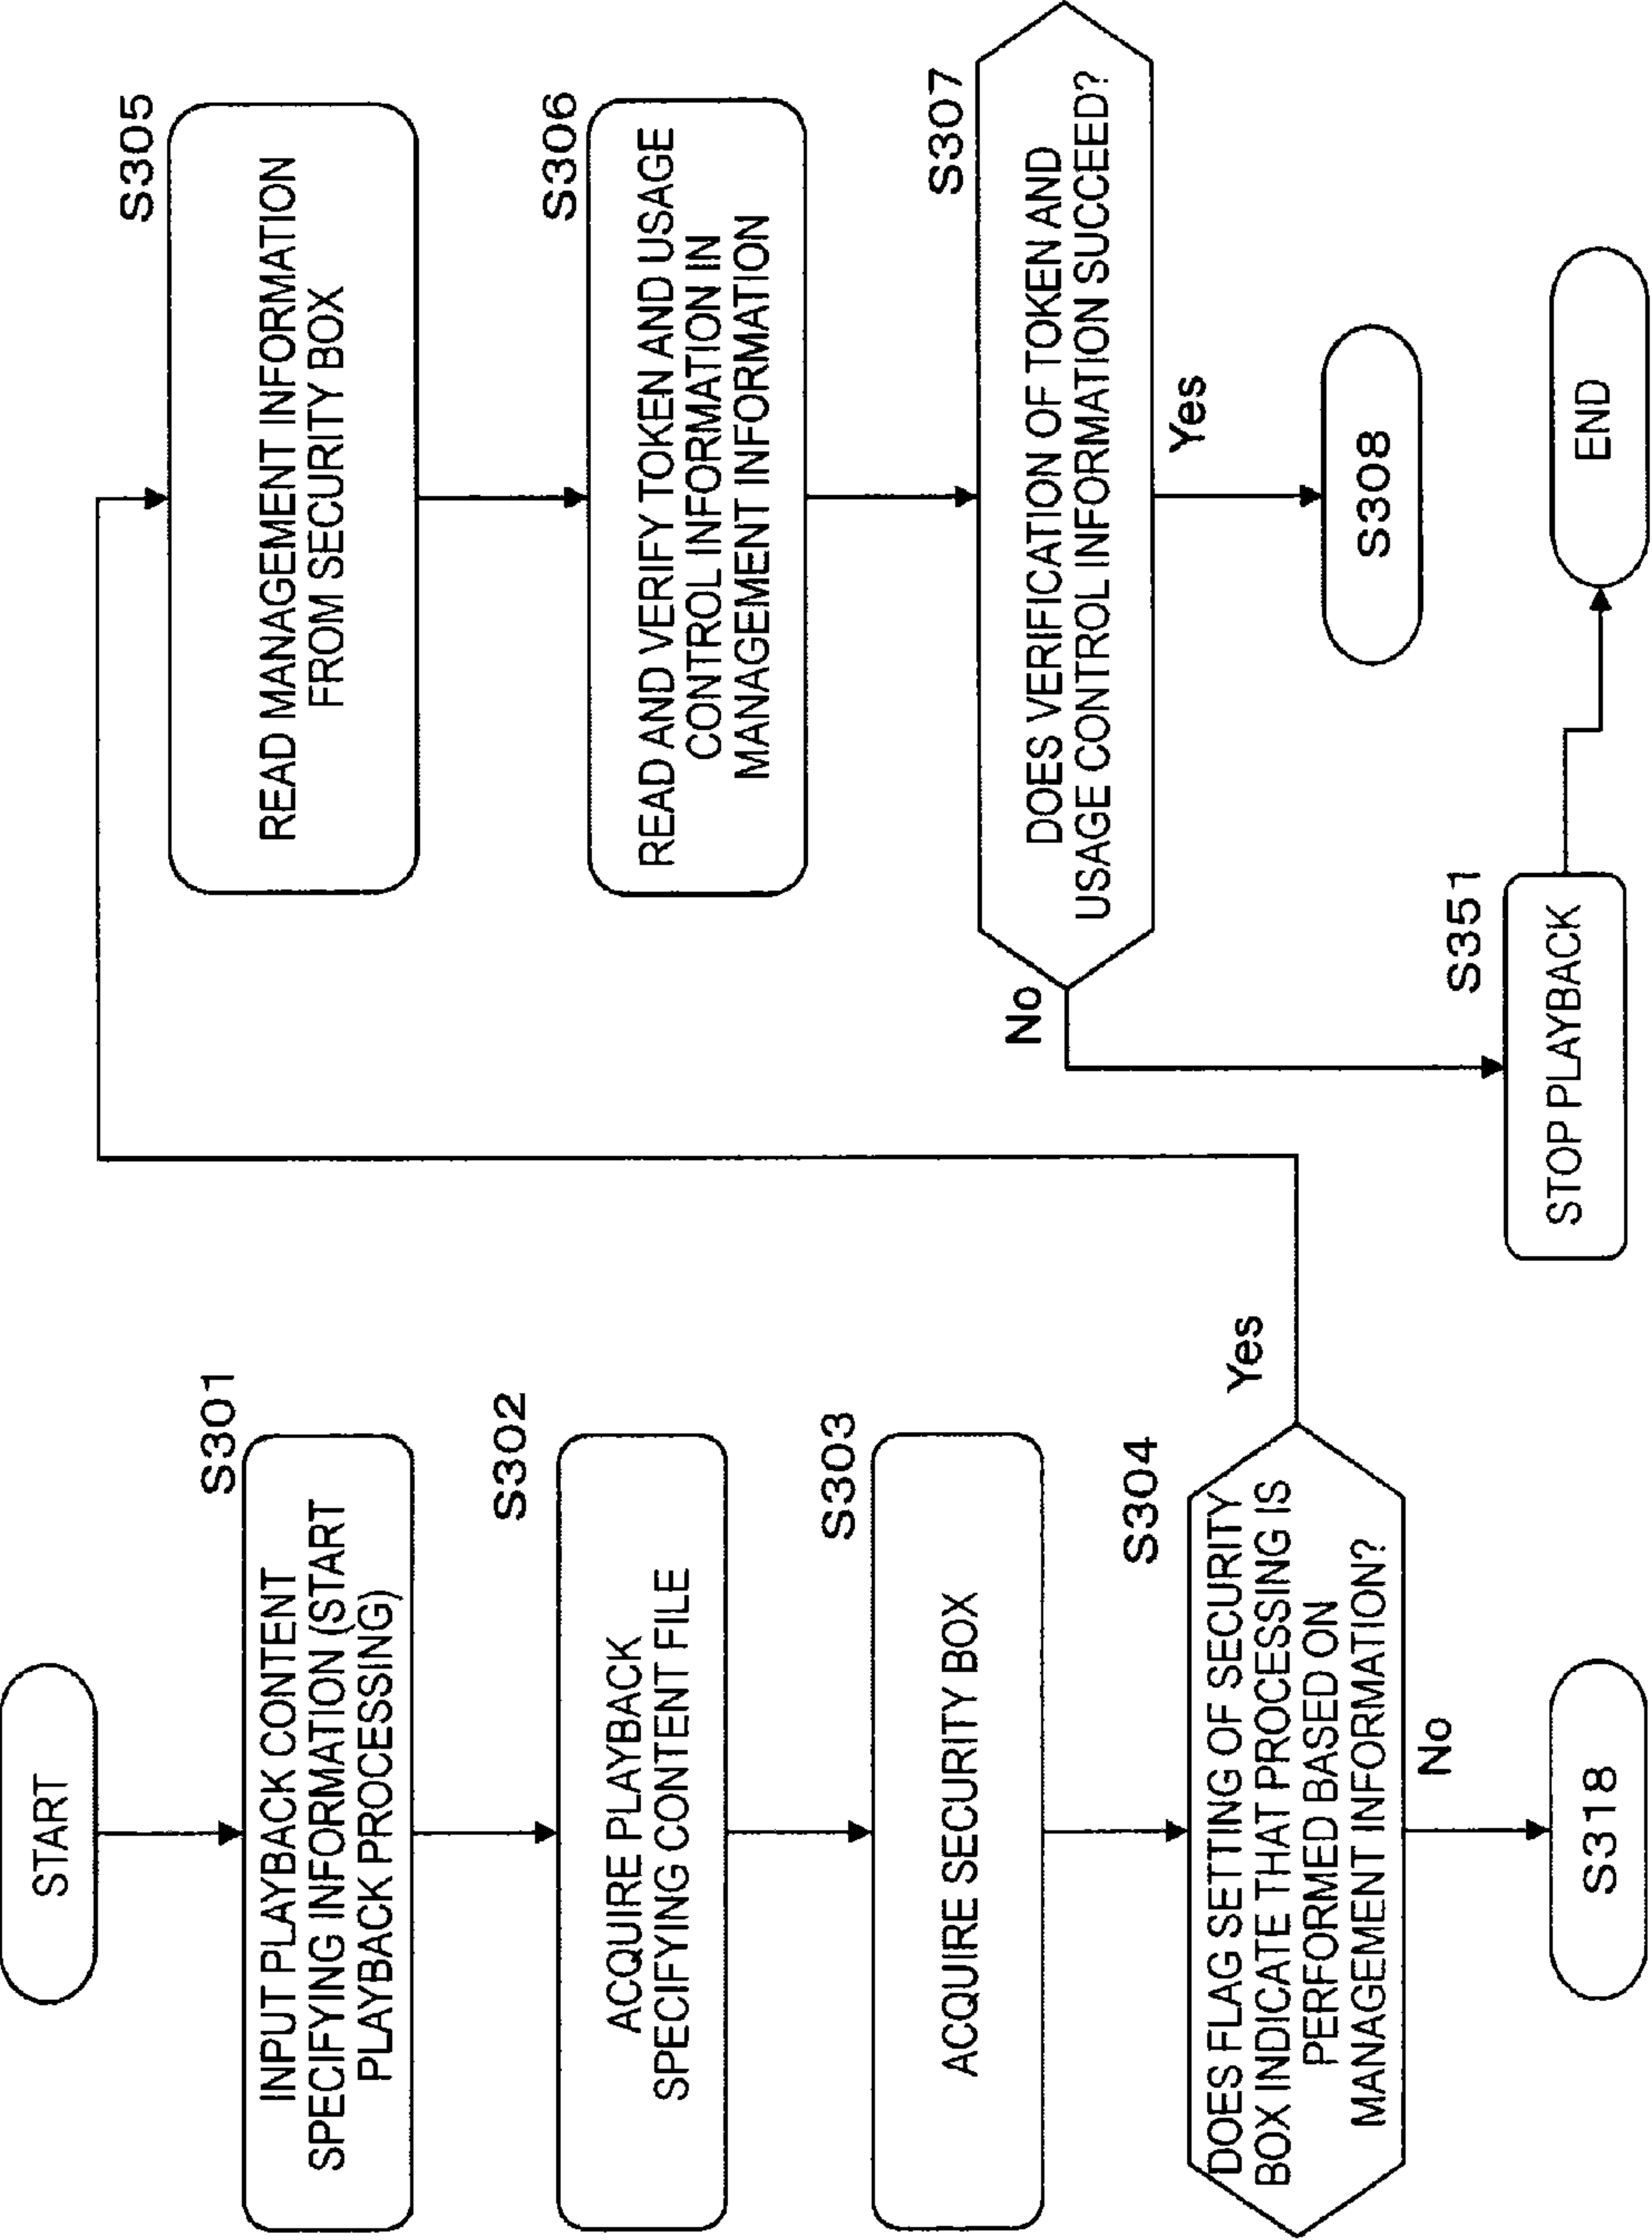 START
S301
INPUT PLAYBACK CONTENT
SPECIFYING INFORMATION (START
PLAYBACK PROCESSING)
S302
ACQUIRE PLAYBACK
SPECIFYING CONTENT FILE
S303
ACQUIRE SECURITY BOX
S304
DOES FLAG SETTING OF SECURITY
BOX INDICATE THAT PROCESSING IS
PERFORMED BASED ON
MANAGEMENT INFORMATION?
Yes
No
S318
S305
READ MANAGEMENT INFORMATION
FROM SECURITY BOX
S306
READ AND VERIFY TOKEN AND USAGE
CONTROL INFORMATION IN
MANAGEMENT INFORMATION
S307
DOES VERIFICATION OF TOKEN AND
USAGE CONTROL INFORMATION SUCCEED?
No
Yes
S308
S351
STOP PLAYBACK
END